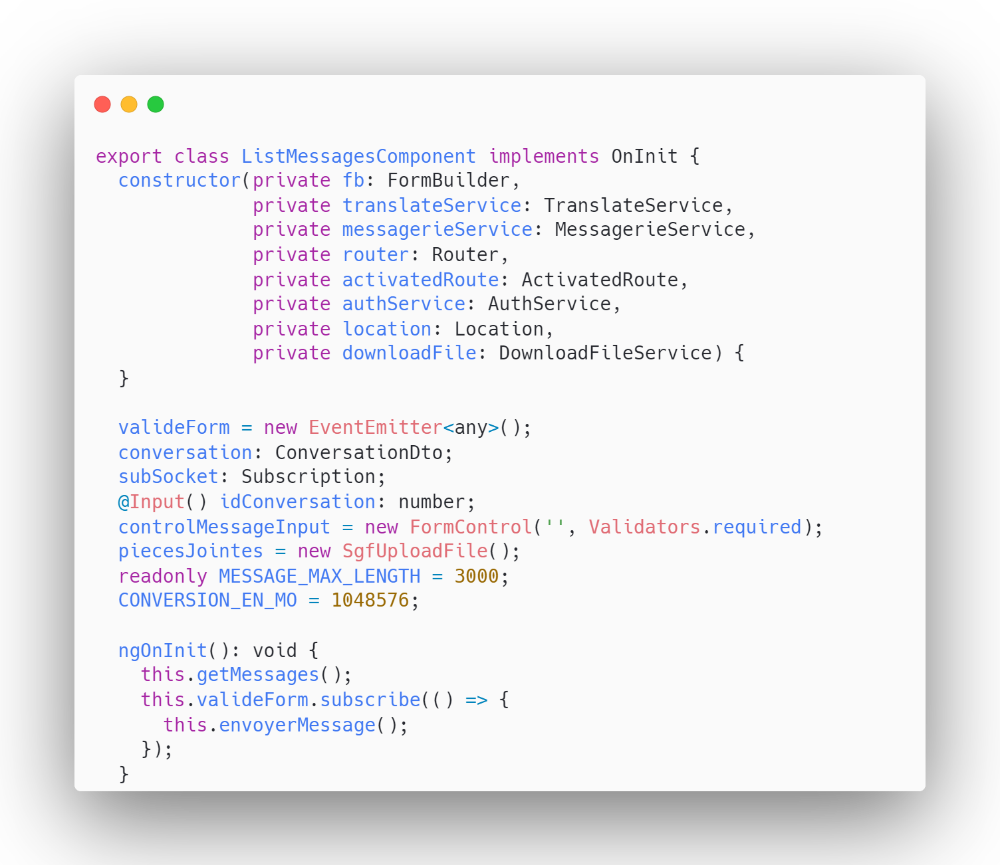 export class ListMessagesComponent implements OnInit {
  constructor(private fb: FormBuilder,
              private translateService: TranslateService,
              private messagerieService: MessagerieService,
              private router: Router,
              private activatedRoute: ActivatedRoute,
              private authService: AuthService,
              private location: Location,
              private downloadFile: DownloadFileService) {
  }

  valideForm = new EventEmitter<any>();
  conversation: ConversationDto;
  subSocket: Subscription;
  @Input() idConversation: number;
  controlMessageInput = new FormControl('', Validators.required);
  piecesJointes = new SgfUploadFile();
  readonly MESSAGE_MAX_LENGTH = 3000;
  CONVERSION_EN_MO = 1048576;

  ngOnInit(): void {
    this.getMessages();
    this.valideForm.subscribe(() => {
      this.envoyerMessage();
    });
  }